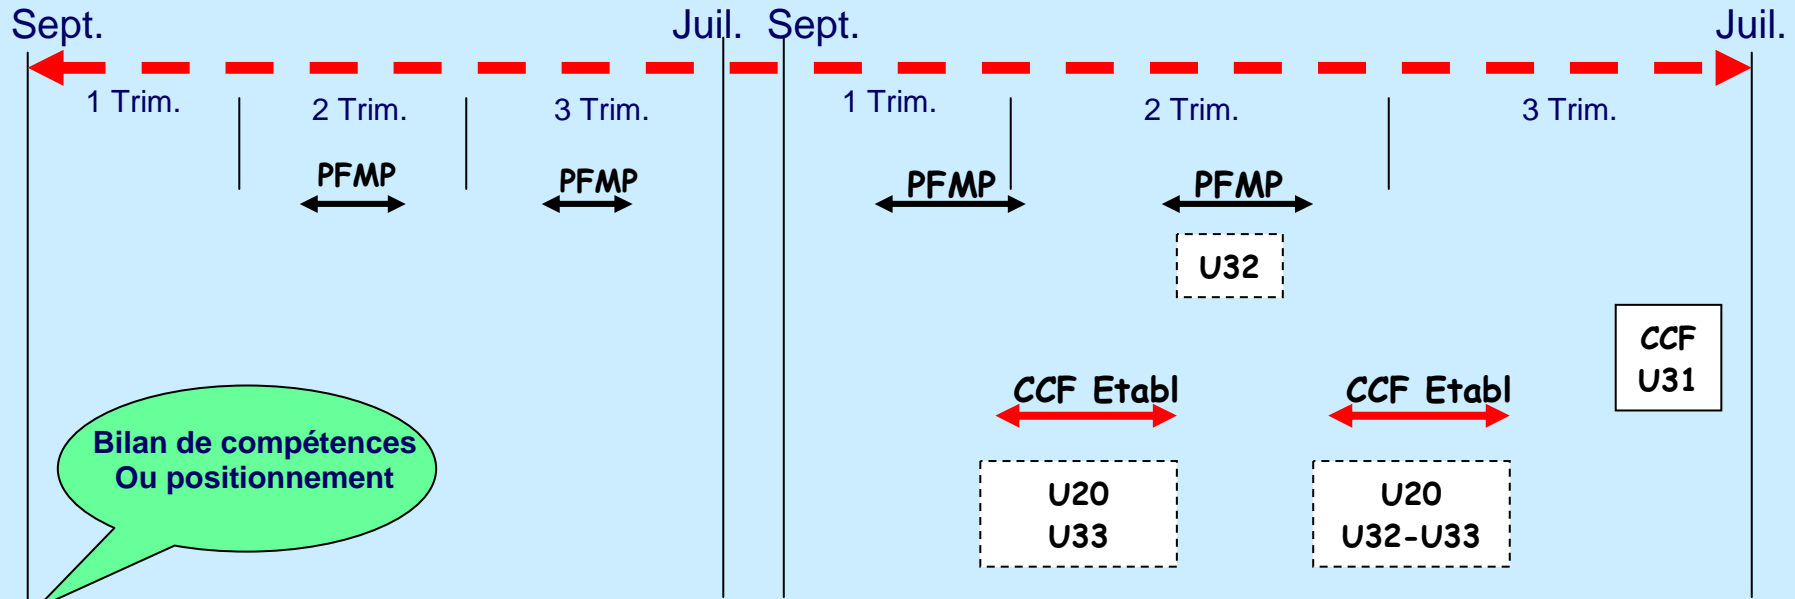 Sept.
Juil.
Sept.
Juil.
1 Trim.
2 Trim.
3 Trim.
1 Trim.
2 Trim.
3 Trim.
PFMP
PFMP
PFMP
PFMP
U32
CCF
U31
CCF Etabl
CCF Etabl
Bilan de compétences
Ou positionnement
U20
U33
U20
U32-U33